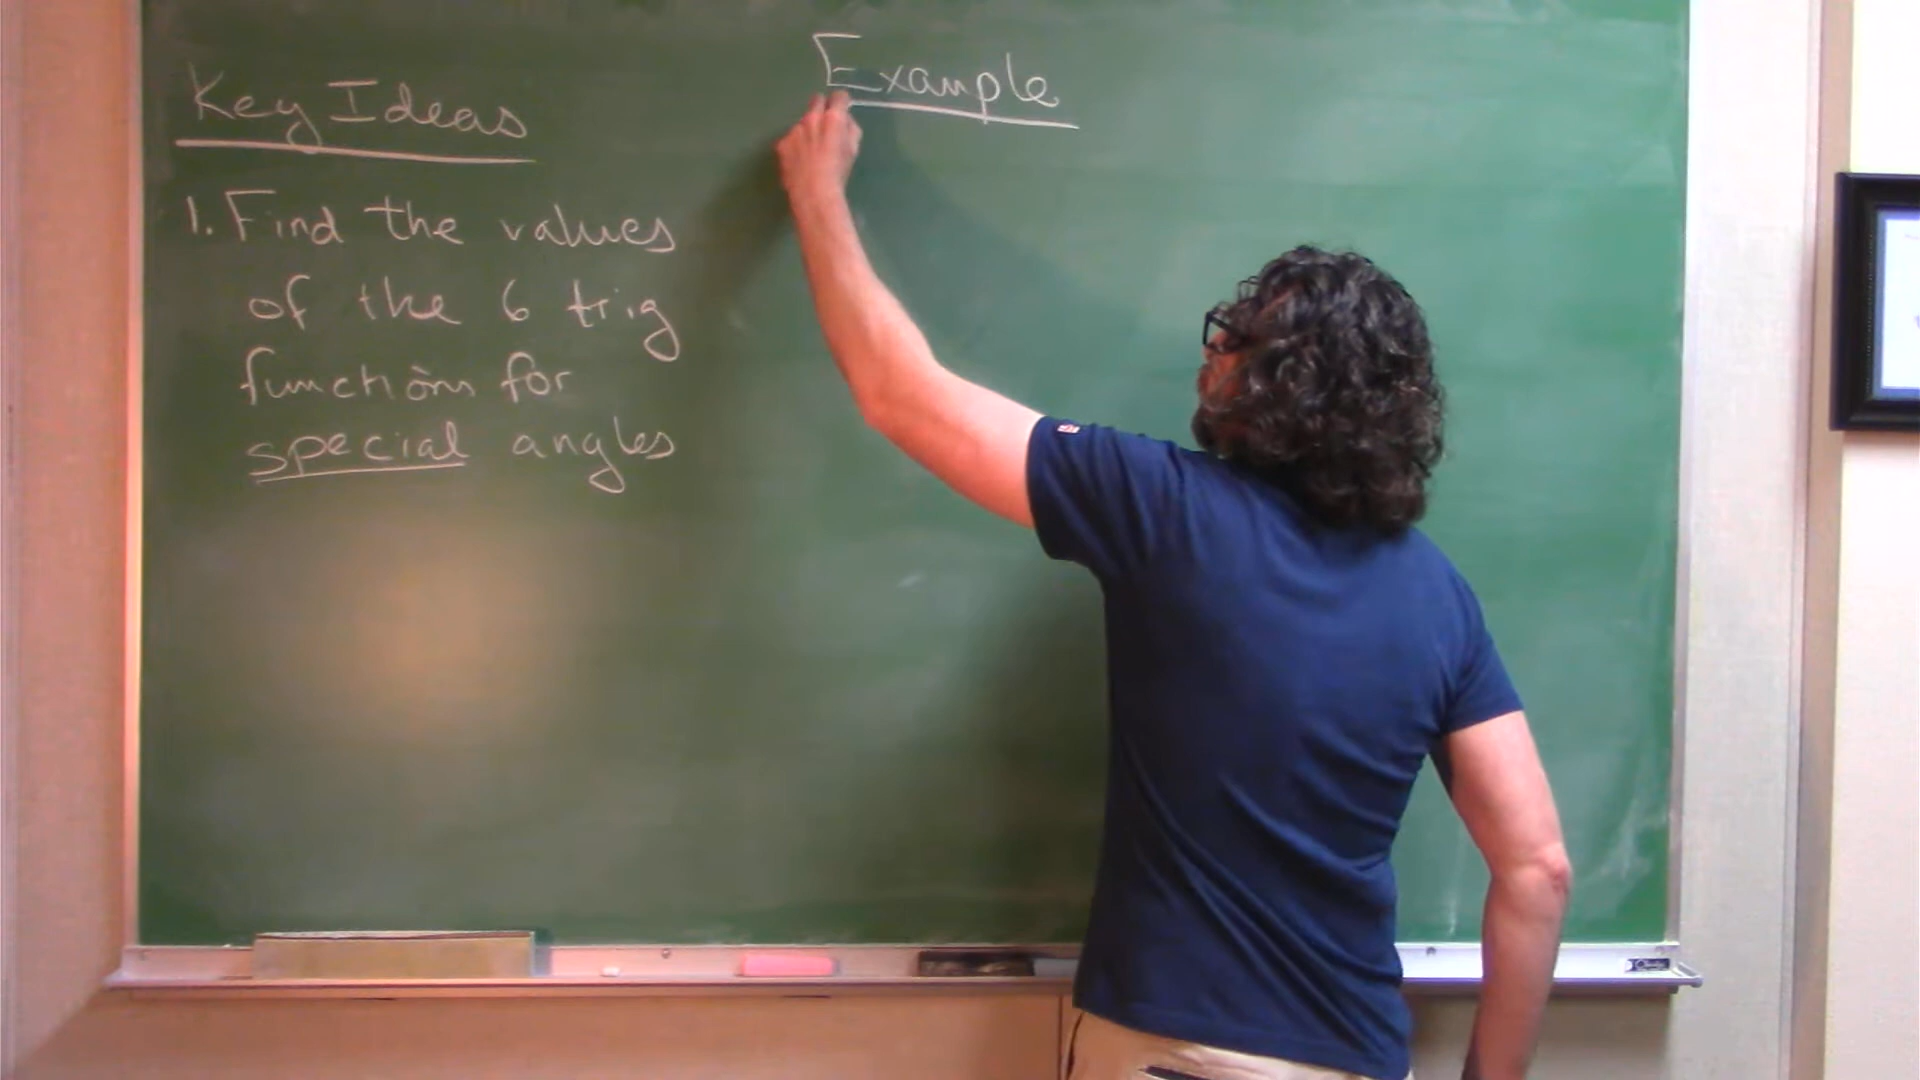 Key Ideas
1. Find the values
of the 6 trig
functions for
special angles
Example